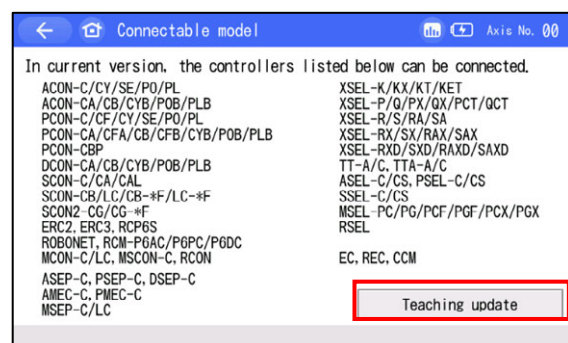 Connectable model
Axis No. 00
In current version, the controllers listed below can be connected.
ACON-C/CY/SE/PO/PL
ACON-CA/CB/CYB/POB/PLB
PCON-C/CF/CY/SE/PO/PL
PCON-CA/CFA/CB/CFB/CYB/POB/PLB
PCON-CBP
DCON-CA/CB/CYB/POB/PLB
SCON-C/CA/CAL
SCON-CB/LC/CB-*F/LC-*F
SCON2-CG/CG-*F
ERC2, ERC3, RCP6S
ROBONET, RCM-P6AC/P6PC/P6DC
MCON-C/LC, MSCON-C, RCON
ASEP-C, PSEP-C, DSEP-C
AMEC-C, PMEC-C
MSEP-C/LC
XSEL-K/KX/KT/KET
XSEL-P/Q/PX/QX/PCT/QCT
XSEL-R/S/RA/SA
XSEL-RX/SX/RAX/SAX
XSEL-RXD/SXD/RAXD/SAXD
TT-A/C, TTA-A/C
ASEL-C/CS, PSEL-C/CS
SSEL-C/CS
MSEL-PC/PG/PCF/PGF/PCX/PGX
RSEL
EC, REC, CCM
Teaching update